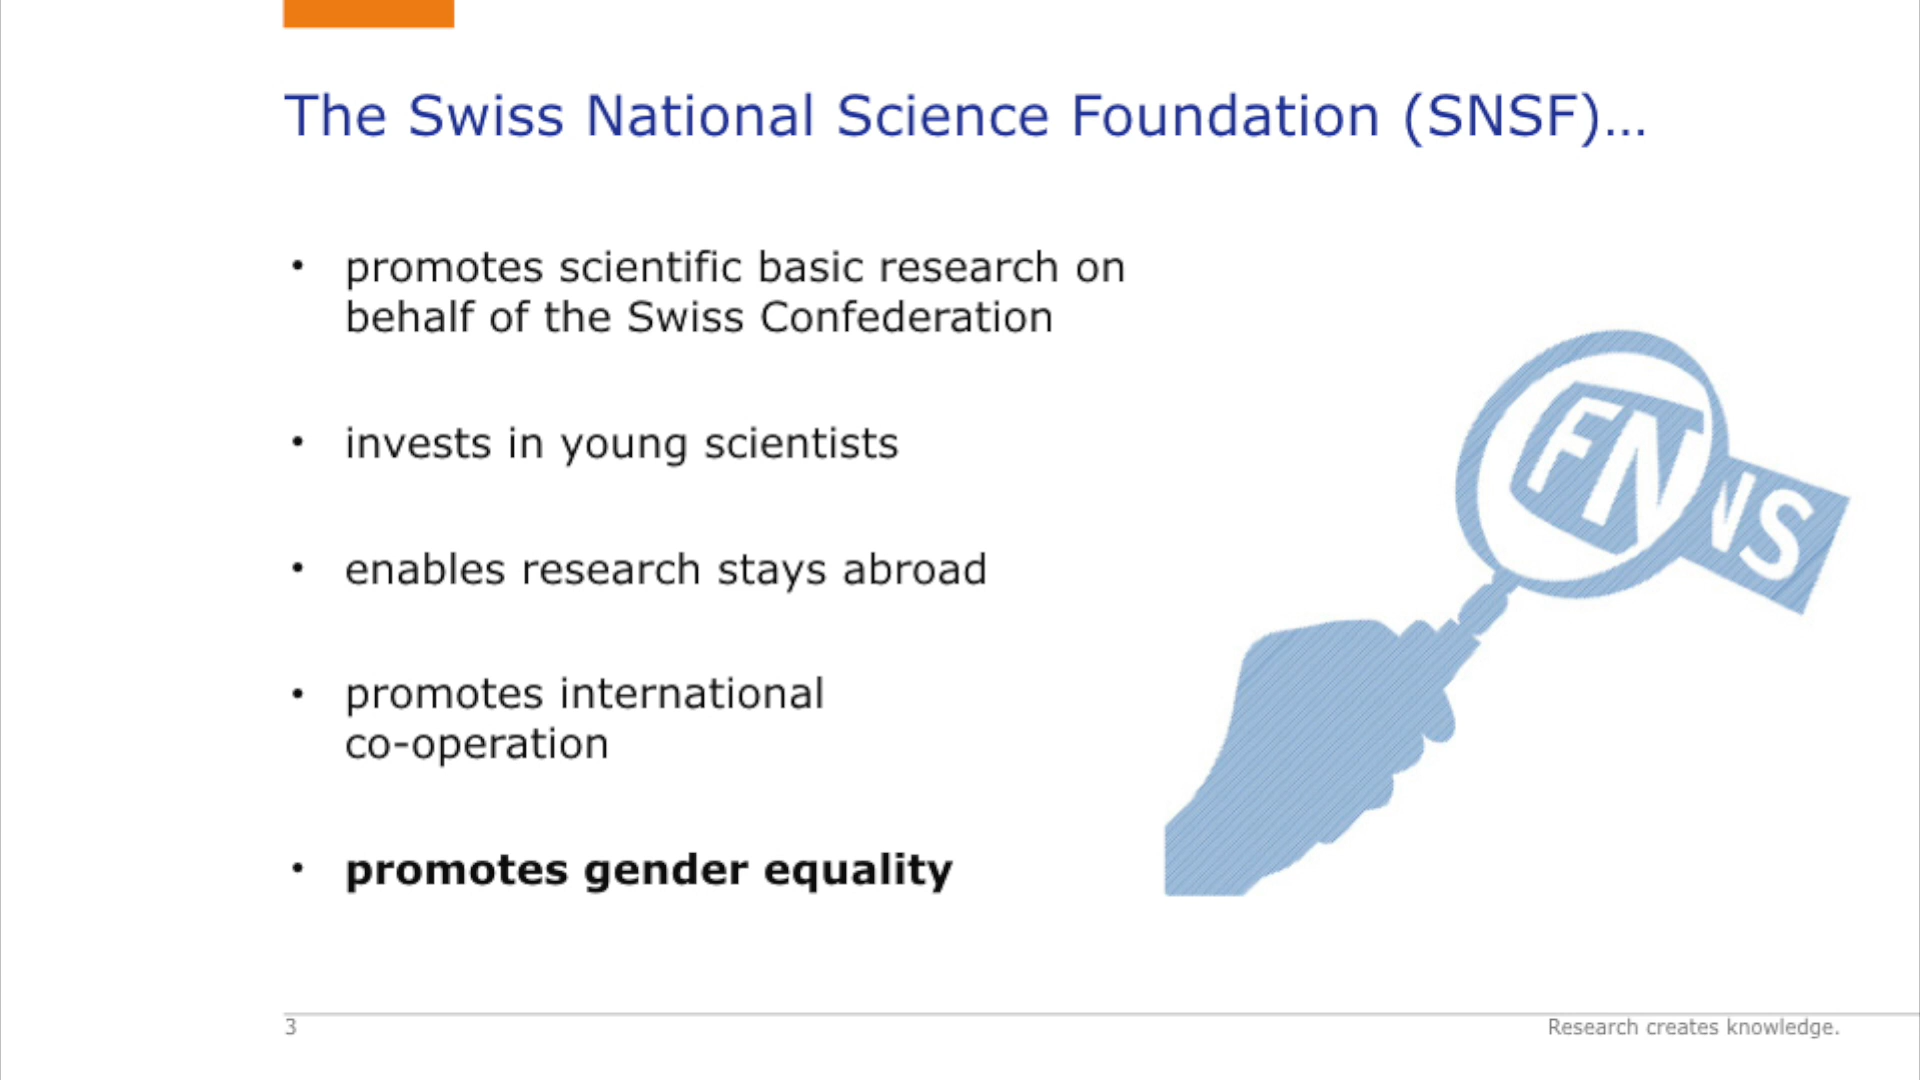 The Swiss National Science Foundation (SNSF)…
• promotes scientific basic research on
behalf of the Swiss Confederation
• invests in young scientists
• enables research stays abroad
• promotes international
co-operation
• promotes gender equality
FN
NS
3
Research creates knowledge.